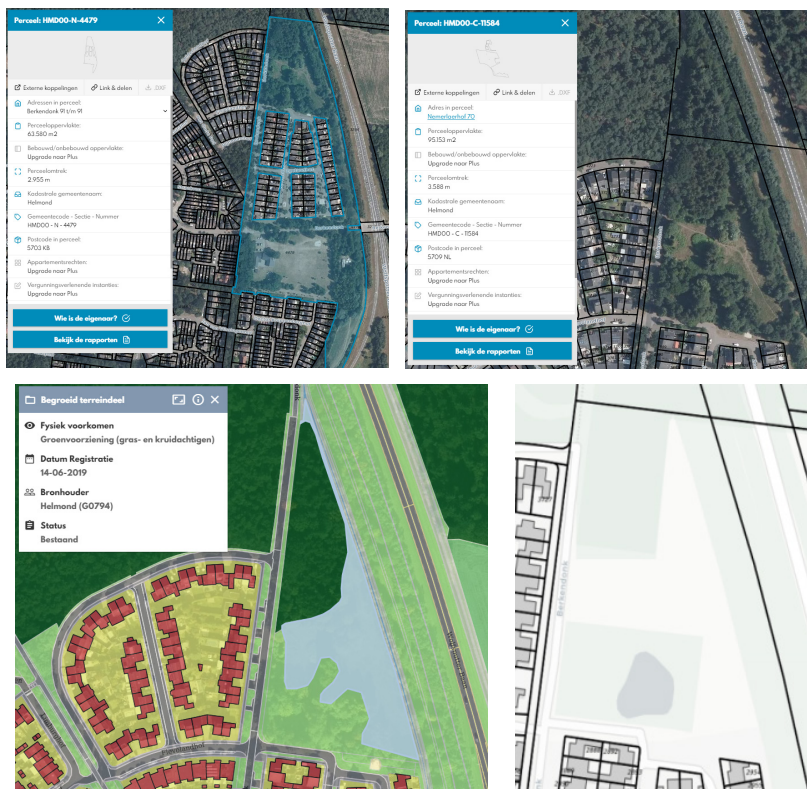 Perceel: HMD00-N-4479
Externe koppelingen
Link & delen
DXF
Adressen in perceel:
Berkendonk 91 t/m 91
Perceeloppervlakte:
63.580 m2
Bebouwd/onbebouwd oppervlakte:
Upgrade naar Plus
Perceelomtrek:
2.955 m
Kadastrale gemeentenaam:
Helmond
Gemeentecode - Sectie - Nummer
HMD00 - N - 4479
Postcode in perceel:
5703 KB
Appartementsrechten:
Upgrade naar Plus
Vergunningsverlenende instanties:
Upgrade naar Plus
Wie is de eigenaar?
Bekijk de rapporten
Perceel: HMD00-C-11584
Externe koppelingen
Link & delen
DXF
Adres in perceel:
Nemerlaerhof 70
Perceeloppervlakte:
95.153 m2
Bebouwd/onbebouwd oppervlakte:
Upgrade naar Plus
Perceelomtrek:
3.588 m
Kadastrale gemeentenaam:
Helmond
Gemeentecode - Sectie - Nummer
HMD00 - C - 11584
Postcode in perceel:
5709 NL
Appartementsrechten:
Upgrade naar Plus
Vergunningsverlenende instanties:
Upgrade naar Plus
Wie is de eigenaar?
Bekijk de rapporten
Begroeid terreindeel
Fysiek voorkomen
Groenvoorziening (gras- en kruidachtigen)
Datum Registratie
14-06-2019
Bronhouder
Helmond (G0794)
Status
Bestaand
Berkendonk